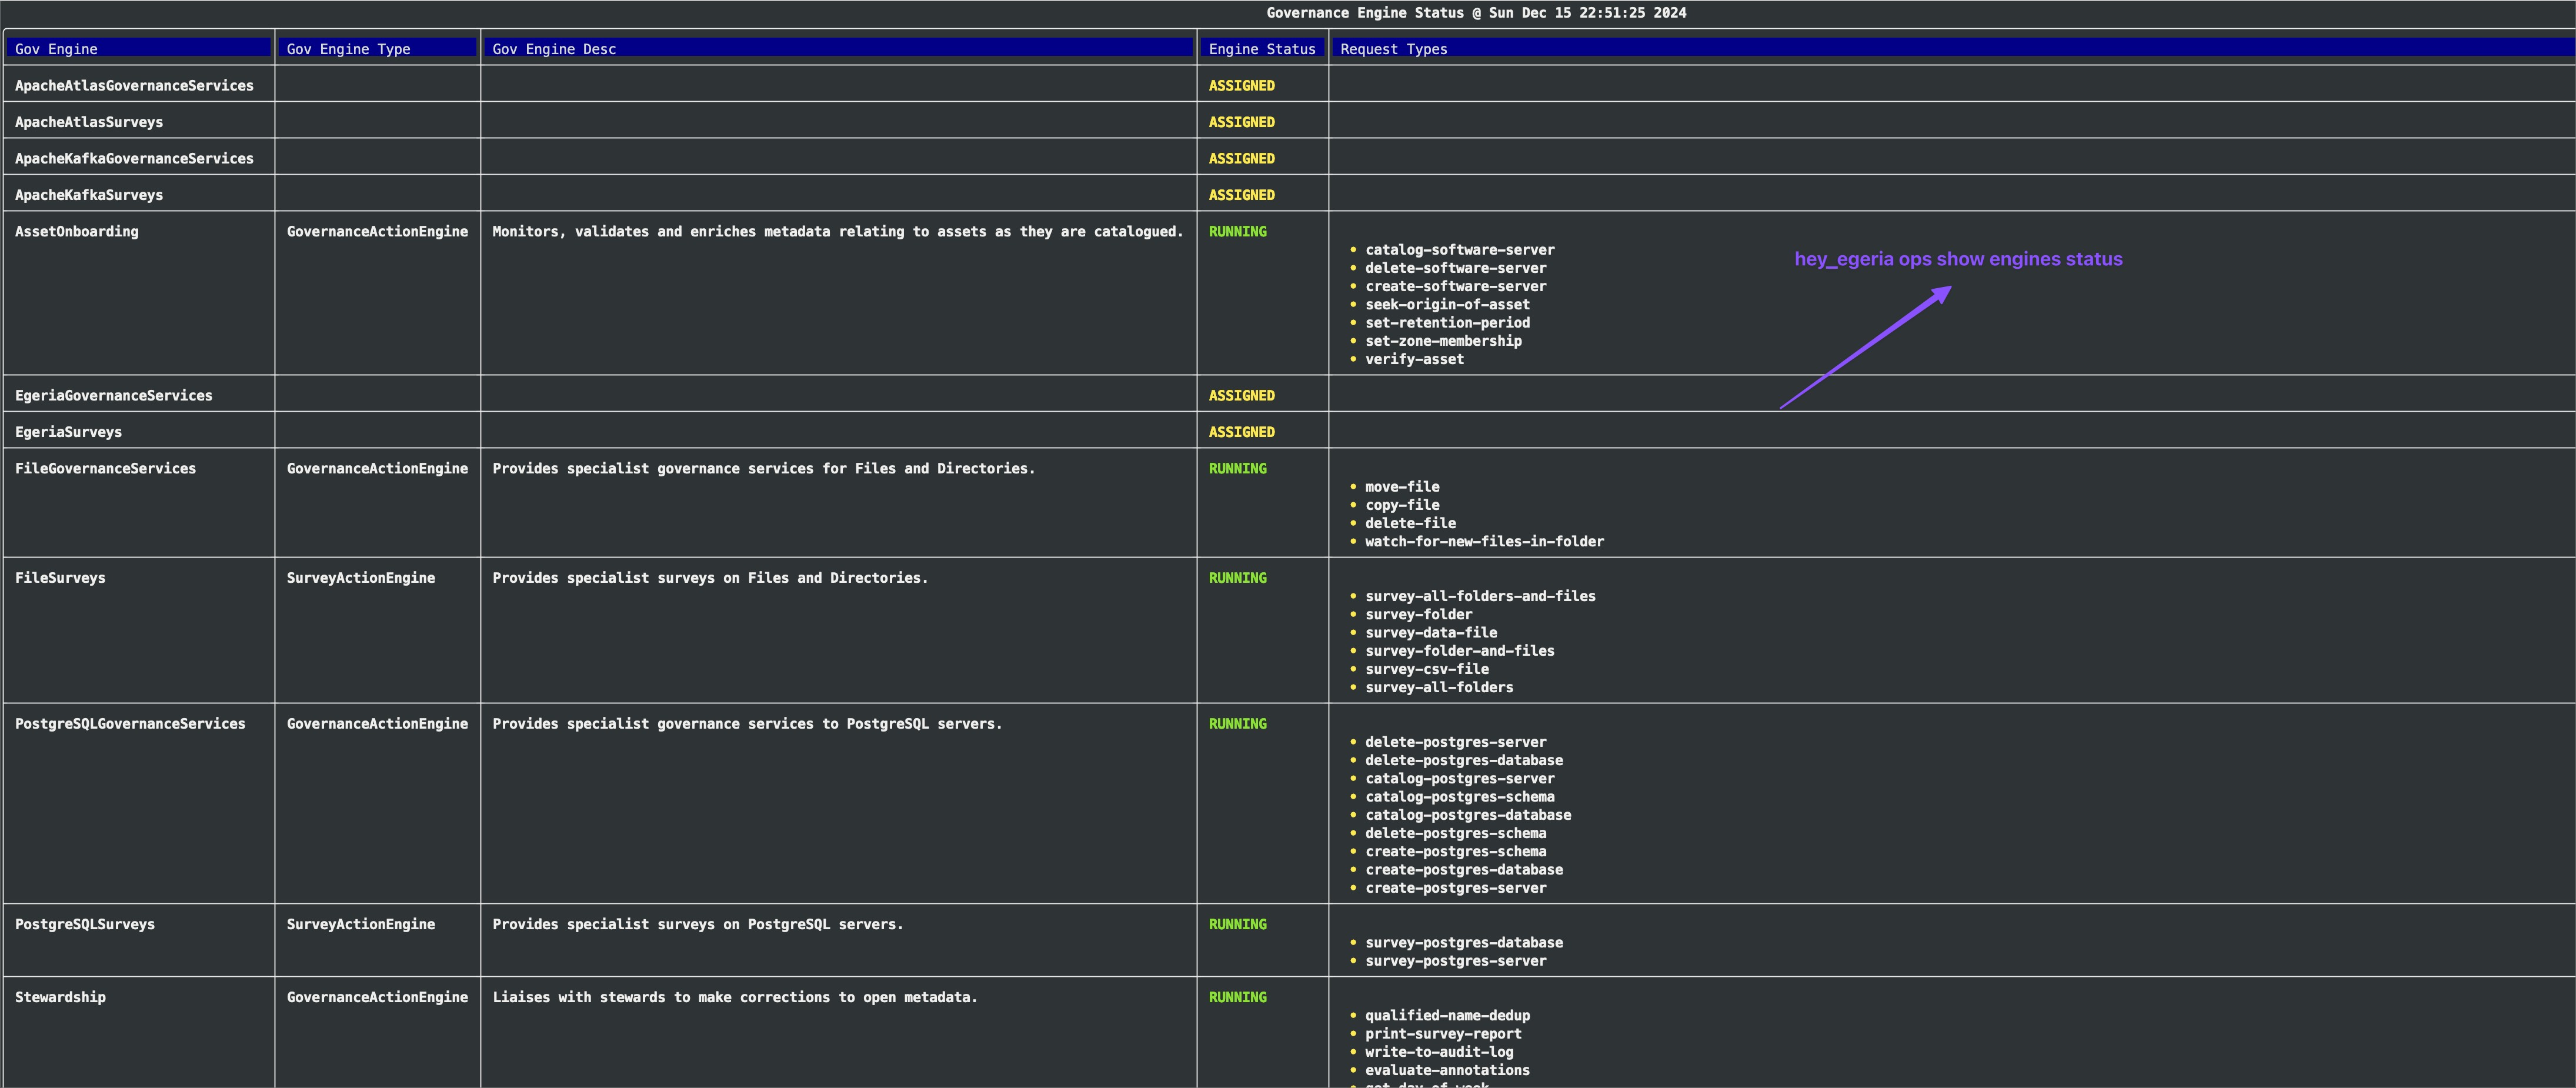 Governance Engine Status @ Sun Dec 15 22:51:25 2024
Gov Engine Gov Engine Type Gov Engine Desc Engine Status Request Types
ApacheAtlasGovernanceServices ASSIGNED
ApacheAtlasSurveys ASSIGNED
ApacheKafkaGovernanceServices ASSIGNED
ApacheKafkaSurveys ASSIGNED
AssetOnboarding GovernanceActionEngine Monitors, validates and enriches metadata relating to assets as they are catalogued. RUNNING
• catalog-software-server
hey_egeria ops show engines status
• delete-software-server
• create-software-server
• seek-origin-of-asset
• set-retention-period
• set-zone-membership
• verify-asset
EgeriaGovernanceServices ASSIGNED
EgeriaSurveys ASSIGNED
FileGovernanceServices GovernanceActionEngine Provides specialist governance services for Files and Directories. RUNNING
• move-file
• copy-file
• delete-file
• watch-for-new-files-in-folder
FileSurveys SurveyActionEngine Provides specialist surveys on Files and Directories. RUNNING
• survey-all-folders-and-files
• survey-folder
• survey-data-file
• survey-folder-and-files
• survey-csv-file
• survey-all-folders
PostgreSQLGovernanceServices GovernanceActionEngine Provides specialist governance services to PostgreSQL servers. RUNNING
• delete-postgres-server
• delete-postgres-database
• catalog-postgres-server
• catalog-postgres-schema
• catalog-postgres-database
• delete-postgres-schema
• create-postgres-schema
• create-postgres-database
• create-postgres-server
PostgreSQLSurveys SurveyActionEngine Provides specialist surveys on PostgreSQL servers. RUNNING
• survey-postgres-database
• survey-postgres-server
Stewardship GovernanceActionEngine Liaises with stewards to make corrections to open metadata. RUNNING
• qualified-name-dedup
• print-survey-report
• write-to-audit-log
• evaluate-annotations